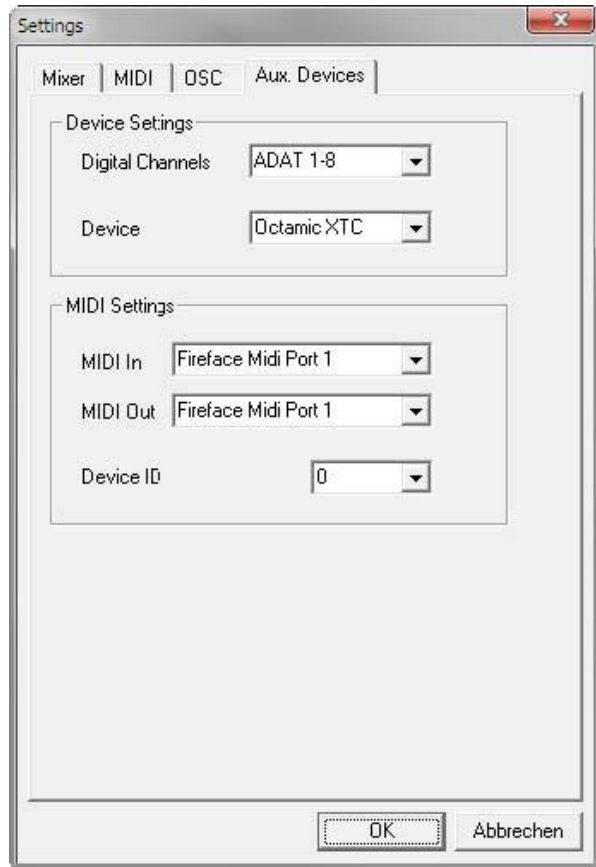 Settings
Mixer MIDI OSC Aux. Devices
Device Settings
Digital Channels ADAT 1-8
Device Octamic XTC
MIDI Settings
MIDI In Fireface Midi Port 1
MIDI Out Fireface Midi Port 1
Device ID 0
OK Abbrechen